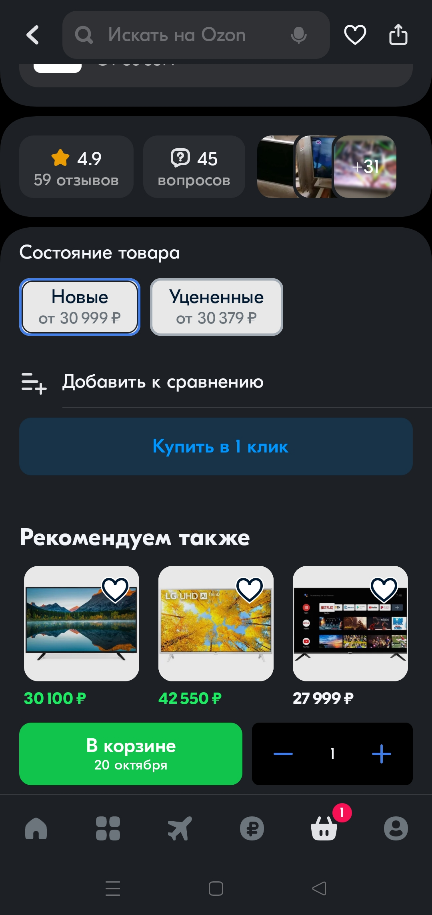 Искать на Ozon
4.9
59 отзывов
45
вопросов
+31
Состояние товара
Новые
от 30 999 ₽
Уцененные
от 30 379 ₽
Добавить к сравнению
Купить в 1 клик
Рекомендуем также
LG UHD AI
30 100 ₽
42 550 ₽
27 999 ₽
В корзине
20 октября
1
1